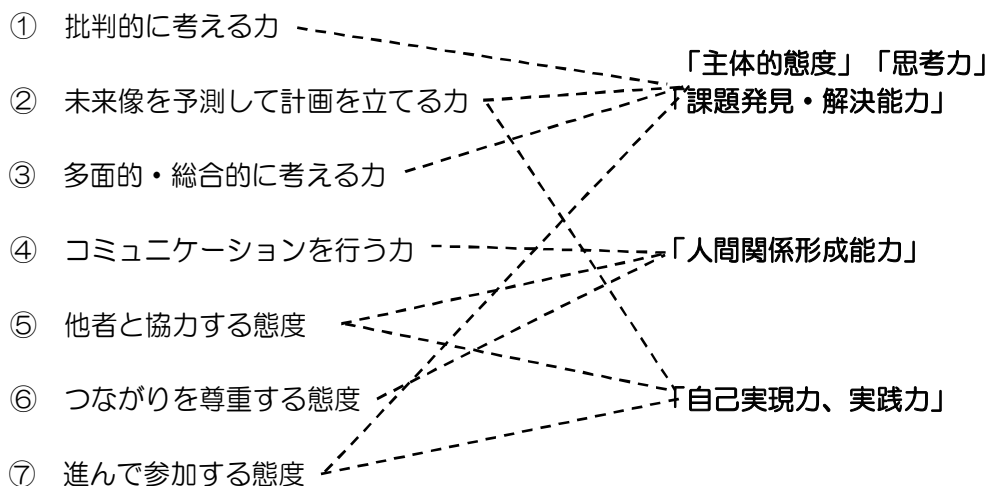 ① 批判的に考える力
② 未来像を予測して計画を立てる力
③ 多面的・総合的に考える力
④ コミュニケーションを行う力
⑤ 他者と協力する態度
⑥ つながりを尊重する態度
⑦ 進んで参加する態度
「主体的態度」「思考力」
「課題発見・解決能力」
「人間関係形成能力」
「自己実現力、実践力」